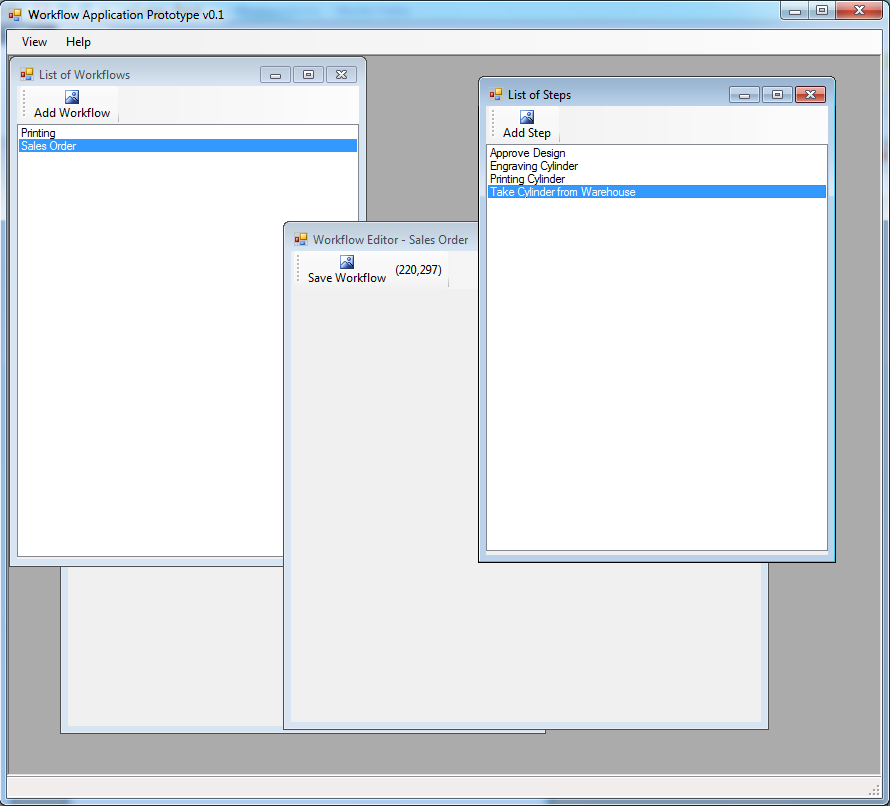 Workflow Application Prototype v0.1
View Help
List of Workflows
Add Workflow
Printing
Sales Order
List of Steps
Add Step
Approve Design
Engraving Cylinder
Printing Cylinder
Take Cylinder from Warehouse
Workflow Editor - Sales Order
Save Workflow (220,297)